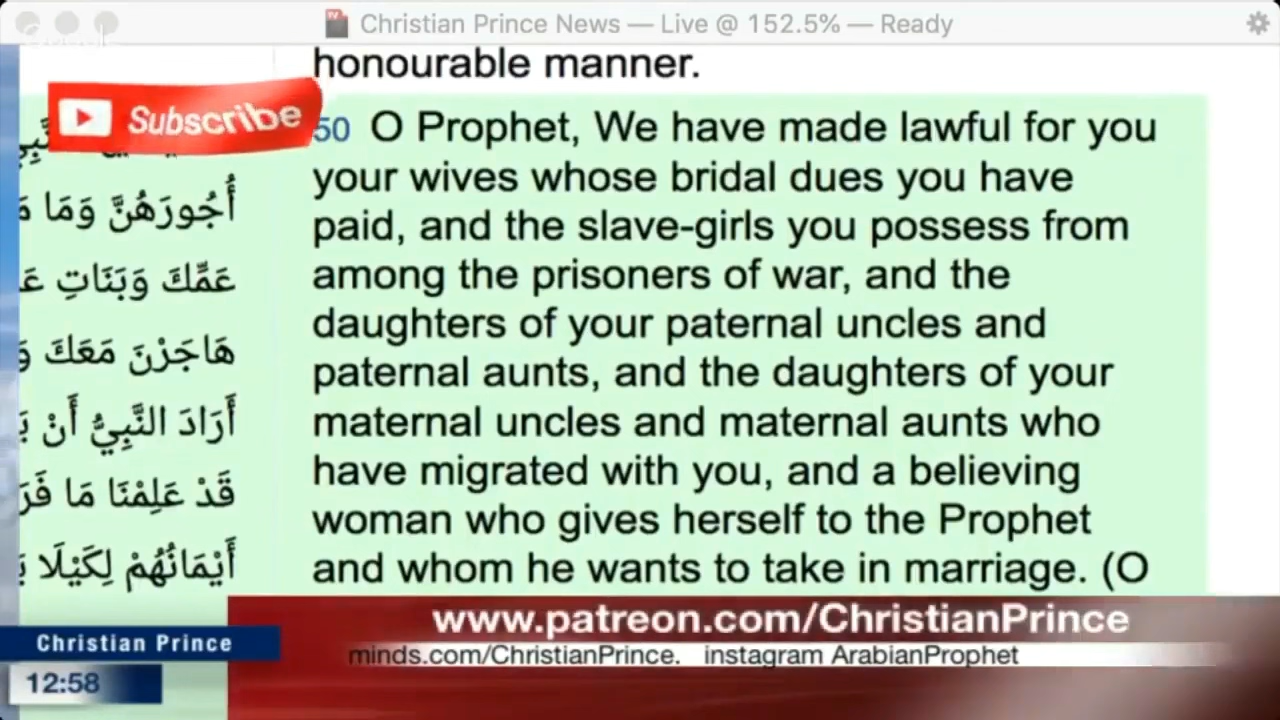 Christian Prince News — Live @ 152.5% — Ready
honourable manner.
Subscribe
50 O Prophet, We have made lawful for you
your wives whose bridal dues you have
paid, and the slave-girls you possess from
among the prisoners of war, and the
daughters of your paternal uncles and
paternal aunts, and the daughters of your
maternal uncles and maternal aunts who
have migrated with you, and a believing
woman who gives herself to the Prophet
and whom he wants to take in marriage. (O
أُجُورَهُنَّ وَمَا
عَمِّكَ وَبَنَاتِ
هَاجَرْنَ مَعَكَ
أَرَادَ النَّبِيُّ أَنْ
قَدْ عَلِمْنَا مَا
أَيْمَانُهُمْ لِكَيْلَا
www.patreon.com/ChristianPrince
Christian Prince
minds.com/ChristianPrince. instagram ArabianProphet
12:58